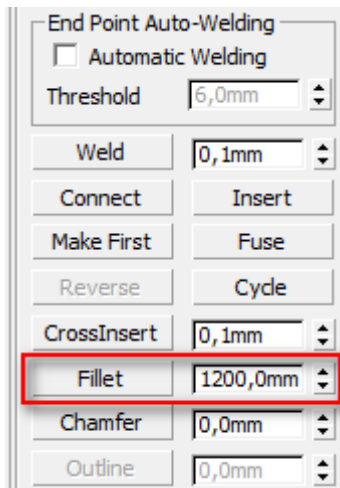 End Point Auto-Welding
Automatic Welding
Threshold 6,0mm
Weld 0,1mm
Connect Insert
Make First Fuse
Reverse Cycle
CrossInsert 0,1mm
Fillet 1200,0mm
Chamfer 0,0mm
Outline 0,0mm